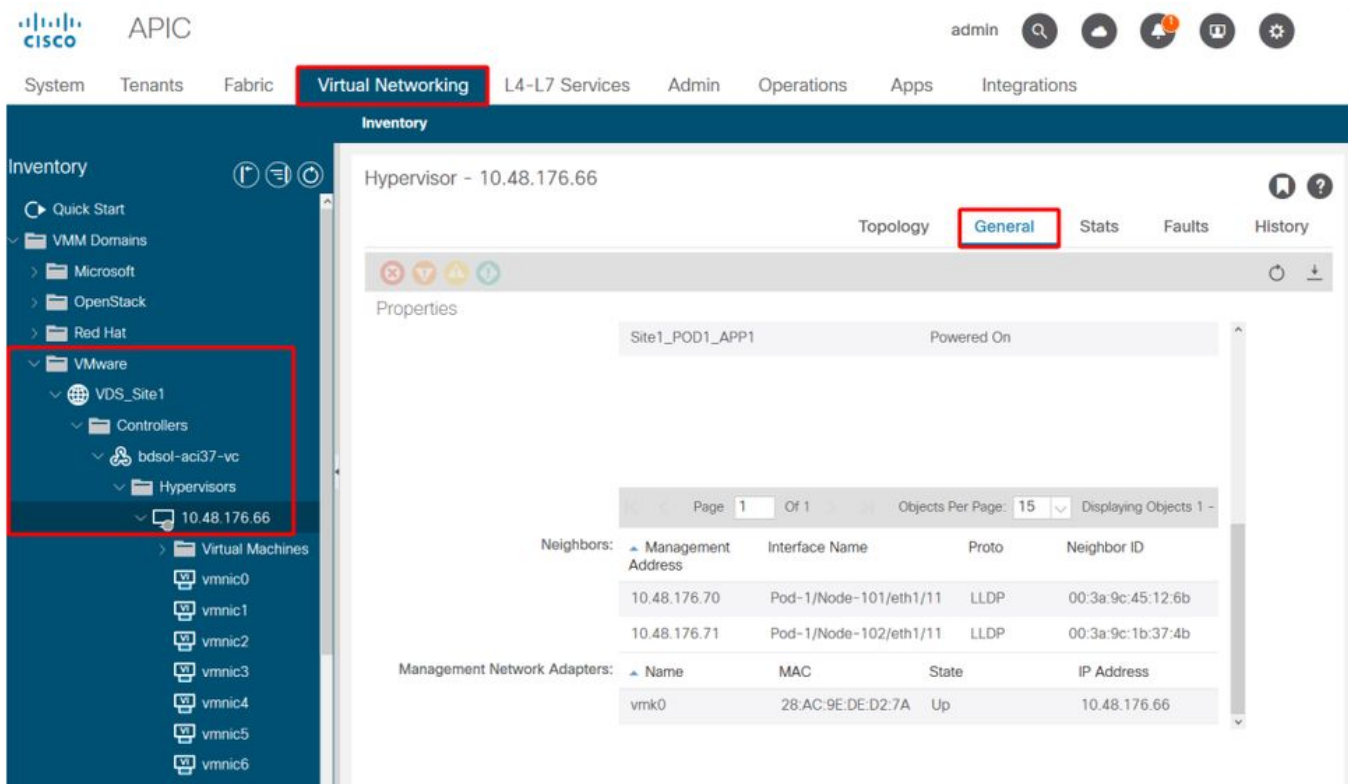 CISCO
APIC
admin
1
System Tenants Fabric Virtual Networking L4-L7 Services Admin Operations Apps Integrations
Inventory
Inventory
Quick Start
VMM Domains
Microsoft
OpenStack
Red Hat
VMware
VDS_Site1
Controllers
bdsol-aci37-vc
Hypervisors
10.48.176.66
Virtual Machines
vmnic0
vmnic1
vmnic2
vmnic3
vmnic4
vmnic5
vmnic6
Hypervisor - 10.48.176.66
Topology General Stats Faults History
Properties
Site1_POD1_APP1 Powered On
Page 1 Of 1 Objects Per Page: 15 Displaying Objects 1 -
Neighbors: Management Address Interface Name Proto Neighbor ID
10.48.176.70 Pod-1/Node-101/eth1/11 LLDP 00:3a:9c:45:12:6b
10.48.176.71 Pod-1/Node-102/eth1/11 LLDP 00:3a:9c:1b:37:4b
Management Network Adapters: Name MAC State IP Address
vmk0 28:AC:9E:DE:D2:7A Up 10.48.176.66